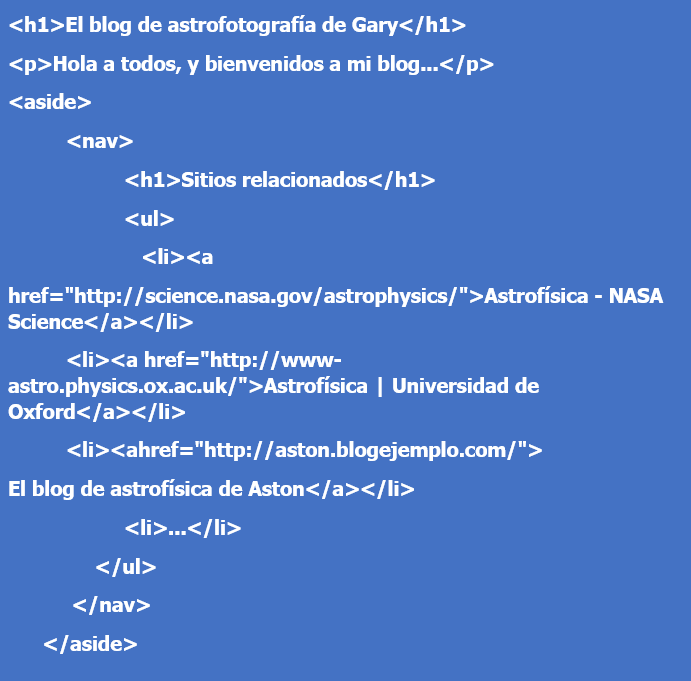 <h1>El blog de astrofotografía de Gary</h1>
<p>Hola a todos, y bienvenidos a mi blog...</p>
<aside>
<nav>
<h1>Sitios relacionados</h1>
<ul>
<li><a
href="http://science.nasa.gov/astrophysics/">Astrofísica - NASA
Science</a></li>
<li><a href="http://www-
astro.physics.ox.ac.uk/">Astrofísica | Universidad de
Oxford</a></li>
<li><ahref="http://aston.blogejemplo.com/">
El blog de astrofísica de Aston</a></li>
<li>...</li>
</ul>
</nav>
</aside>